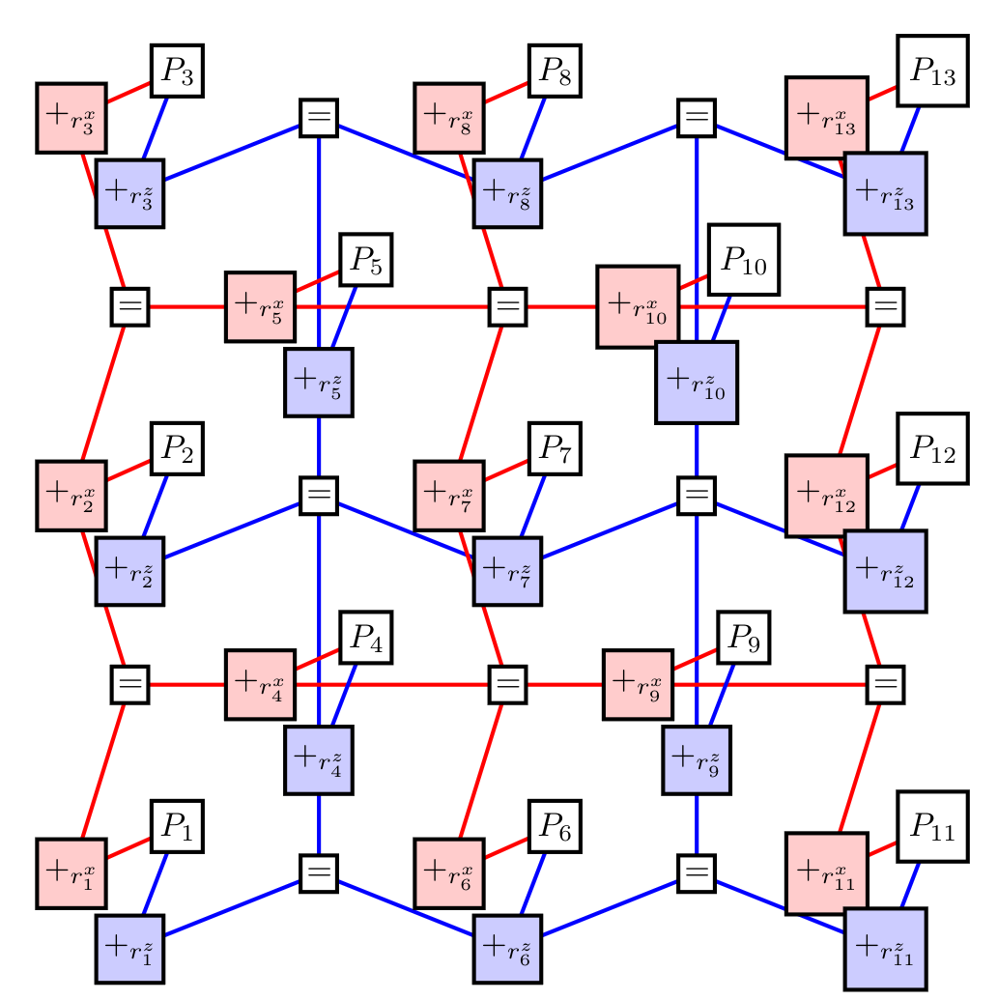 P₃ P₈ P₁₃
+r₃ˣ = +r₈ˣ = +r₁₃ˣ
+r₃ᶻ +r₈ᶻ +r₁₃ᶻ
P₅ P₁₀
= +r₅ˣ = +r₁₀ˣ =
+r₅ᶻ +r₁₀ᶻ
P₂ P₇ P₁₂
+r₂ˣ = +r₇ˣ = +r₁₂ˣ
+r₂ᶻ +r₇ᶻ +r₁₂ᶻ
P₄ P₉
= +r₄ˣ = +r₉ˣ =
+r₄ᶻ +r₉ᶻ
P₁ P₆ P₁₁
+r₁ˣ = +r₆ˣ = +r₁₁ˣ
+r₁ᶻ +r₆ᶻ +r₁₁ᶻ